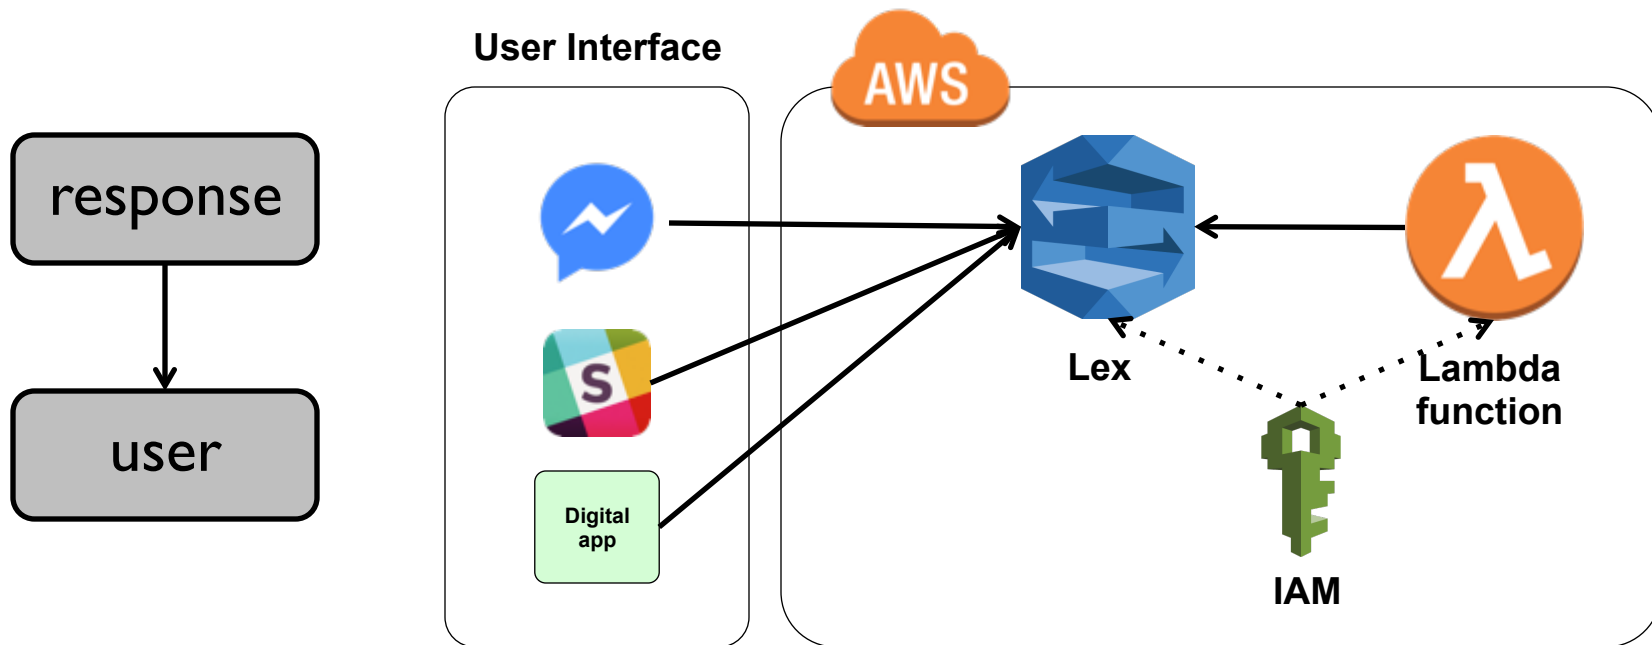 response
user
User Interface
S
Digital
app
AWS
λ
Lex
Lambda
function
IAM